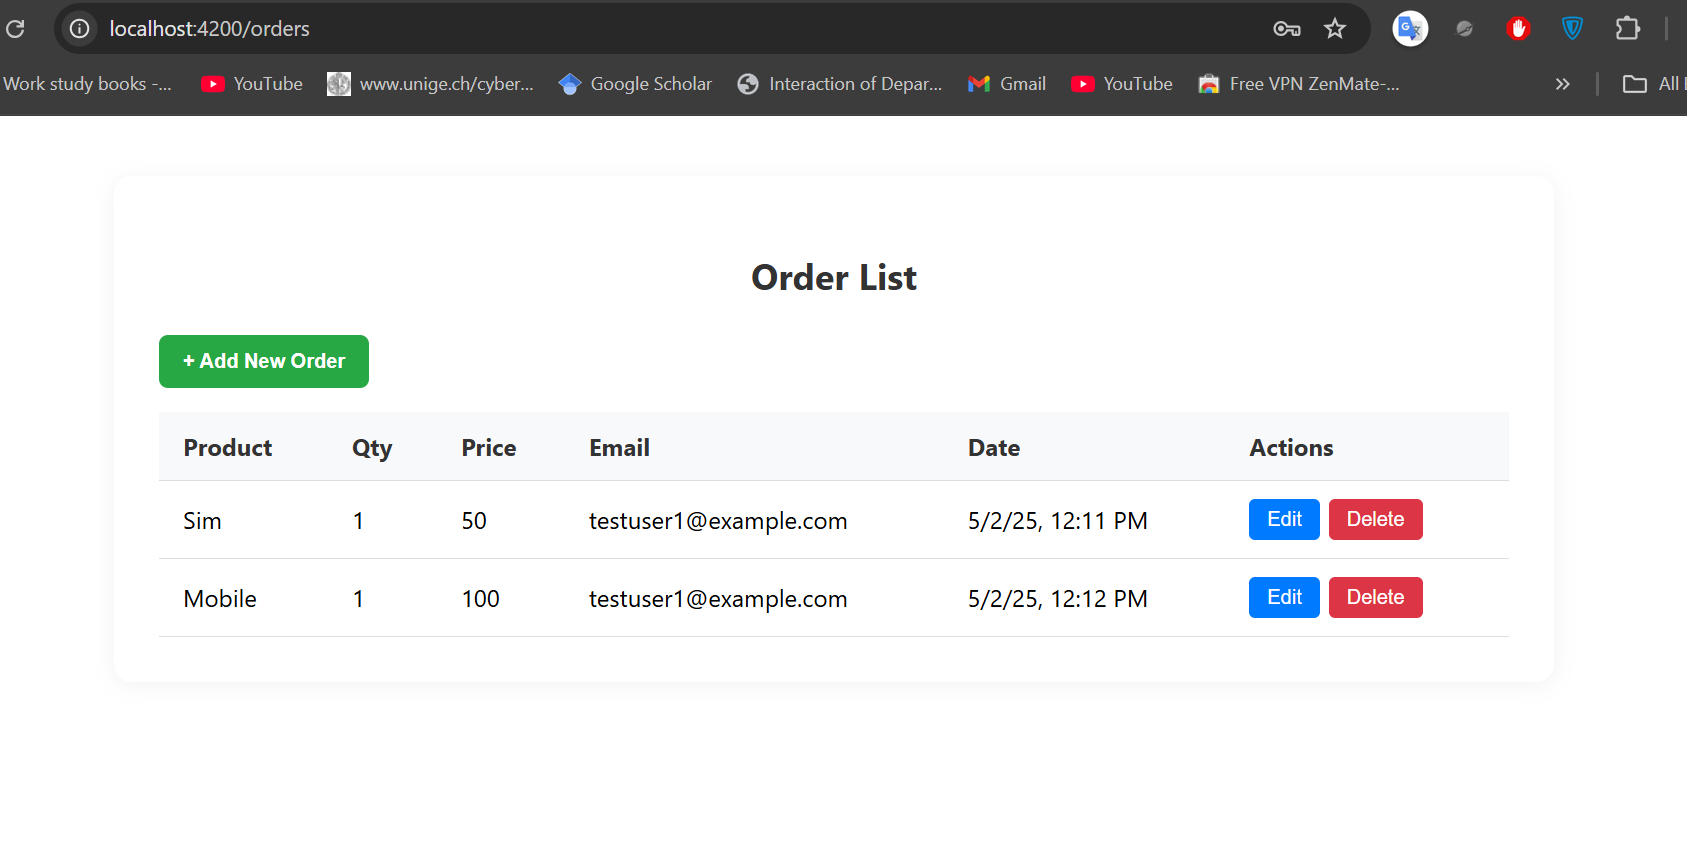 localhost:4200/orders
Work study books -... YouTube www.unige.ch/cyber... Google Scholar Interaction of Depar... Gmail YouTube Free VPN ZenMate-... » All
Order List
+ Add New Order
Product Qty Price Email Date Actions
Sim 1 50 testuser1@example.com 5/2/25, 12:11 PM Edit Delete
Mobile 1 100 testuser1@example.com 5/2/25, 12:12 PM Edit Delete